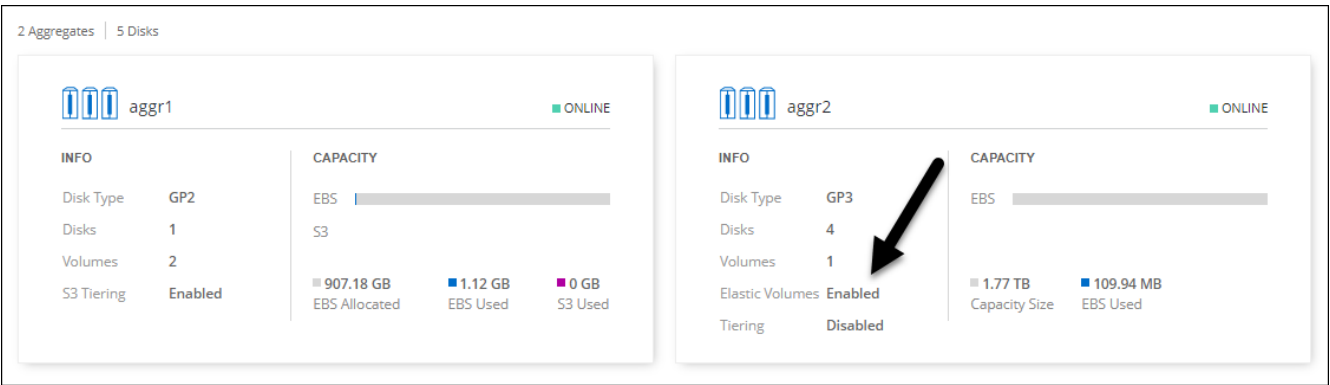 2 Aggregates 5 Disks
aggr1
ONLINE
INFO
Disk Type GP2
Disks 1
Volumes 2
S3 Tiering Enabled
CAPACITY
EBS
S3
907.18 GB 1.12 GB 0 GB
EBS Allocated EBS Used S3 Used
aggr2
ONLINE
INFO
Disk Type GP3
Disks 4
Volumes 1
Elastic Volumes Enabled
Tiering Disabled
CAPACITY
EBS
1.77 TB 109.94 MB
Capacity Size EBS Used